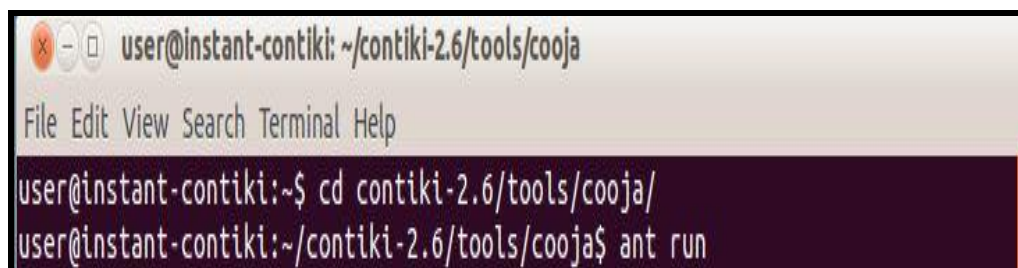 user@instant-contiki: ~/contiki-2.6/tools/cooja
File Edit View Search Terminal Help
user@instant-contiki:~$ cd contiki-2.6/tools/cooja/
user@instant-contiki:~/contiki-2.6/tools/cooja$ ant run